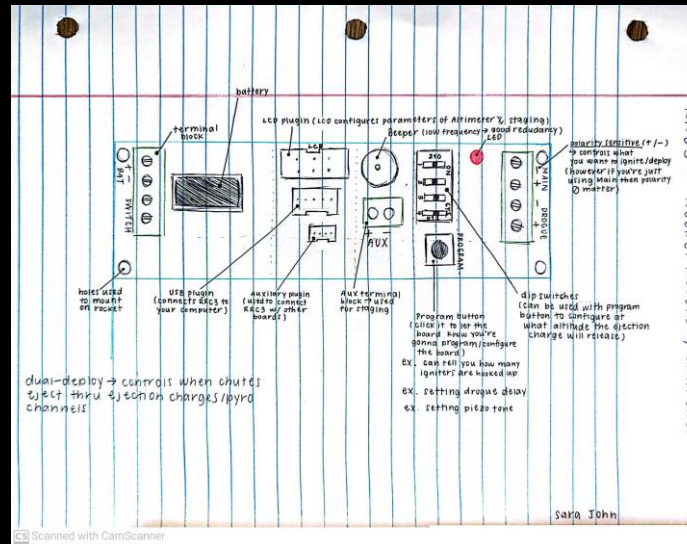 battery
terminal
block
LCD plugin (LCD configures parameters of Altimeter & staging)
Beeper (low frequency → good redundancy)
LED
polarity sensitive (+/-)
→ controls what
you want to ignite/deploy
(however if you're just
using Main then polarity
Ø matter)
LCD
+ -
BAT
SWITCH
ON
AUX
PROGRAM
MAIN
DROGUE
holes used
to mount
on rocket
USB plugin
(connects RRC3 to
your computer)
Auxilary plugin
(used to connect
RRC3 w/ other
boards)
Aux terminal
block → used
for staging
Program button
(click it to let the
board know you're
gonna program/configure
the board)
ex. can tell you how many
igniters are hooked up
ex. setting drogue delay
ex. setting piezo tone
dip switches
(can be used with program
button to configure at
what altitude the ejection
charge will release)
dual-deploy → controls when chutes
eject thru ejection charges/pyro
channels
Sara John
CS Scanned with CamScanner